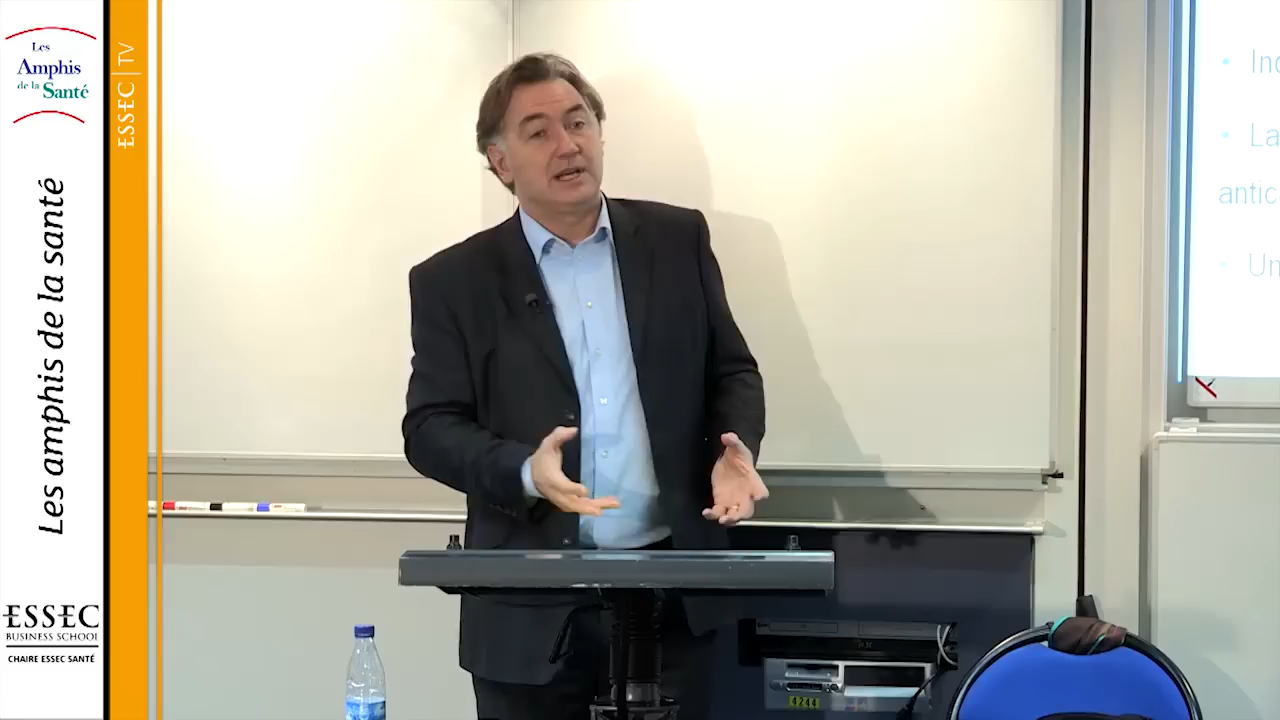 Les
Amphis
de la Santé
ESSEC | TV
Les amphis de la santé
ESSEC
BUSINESS SCHOOL
CHAIRE ESSEC SANTÉ
La
antic
Un
4244